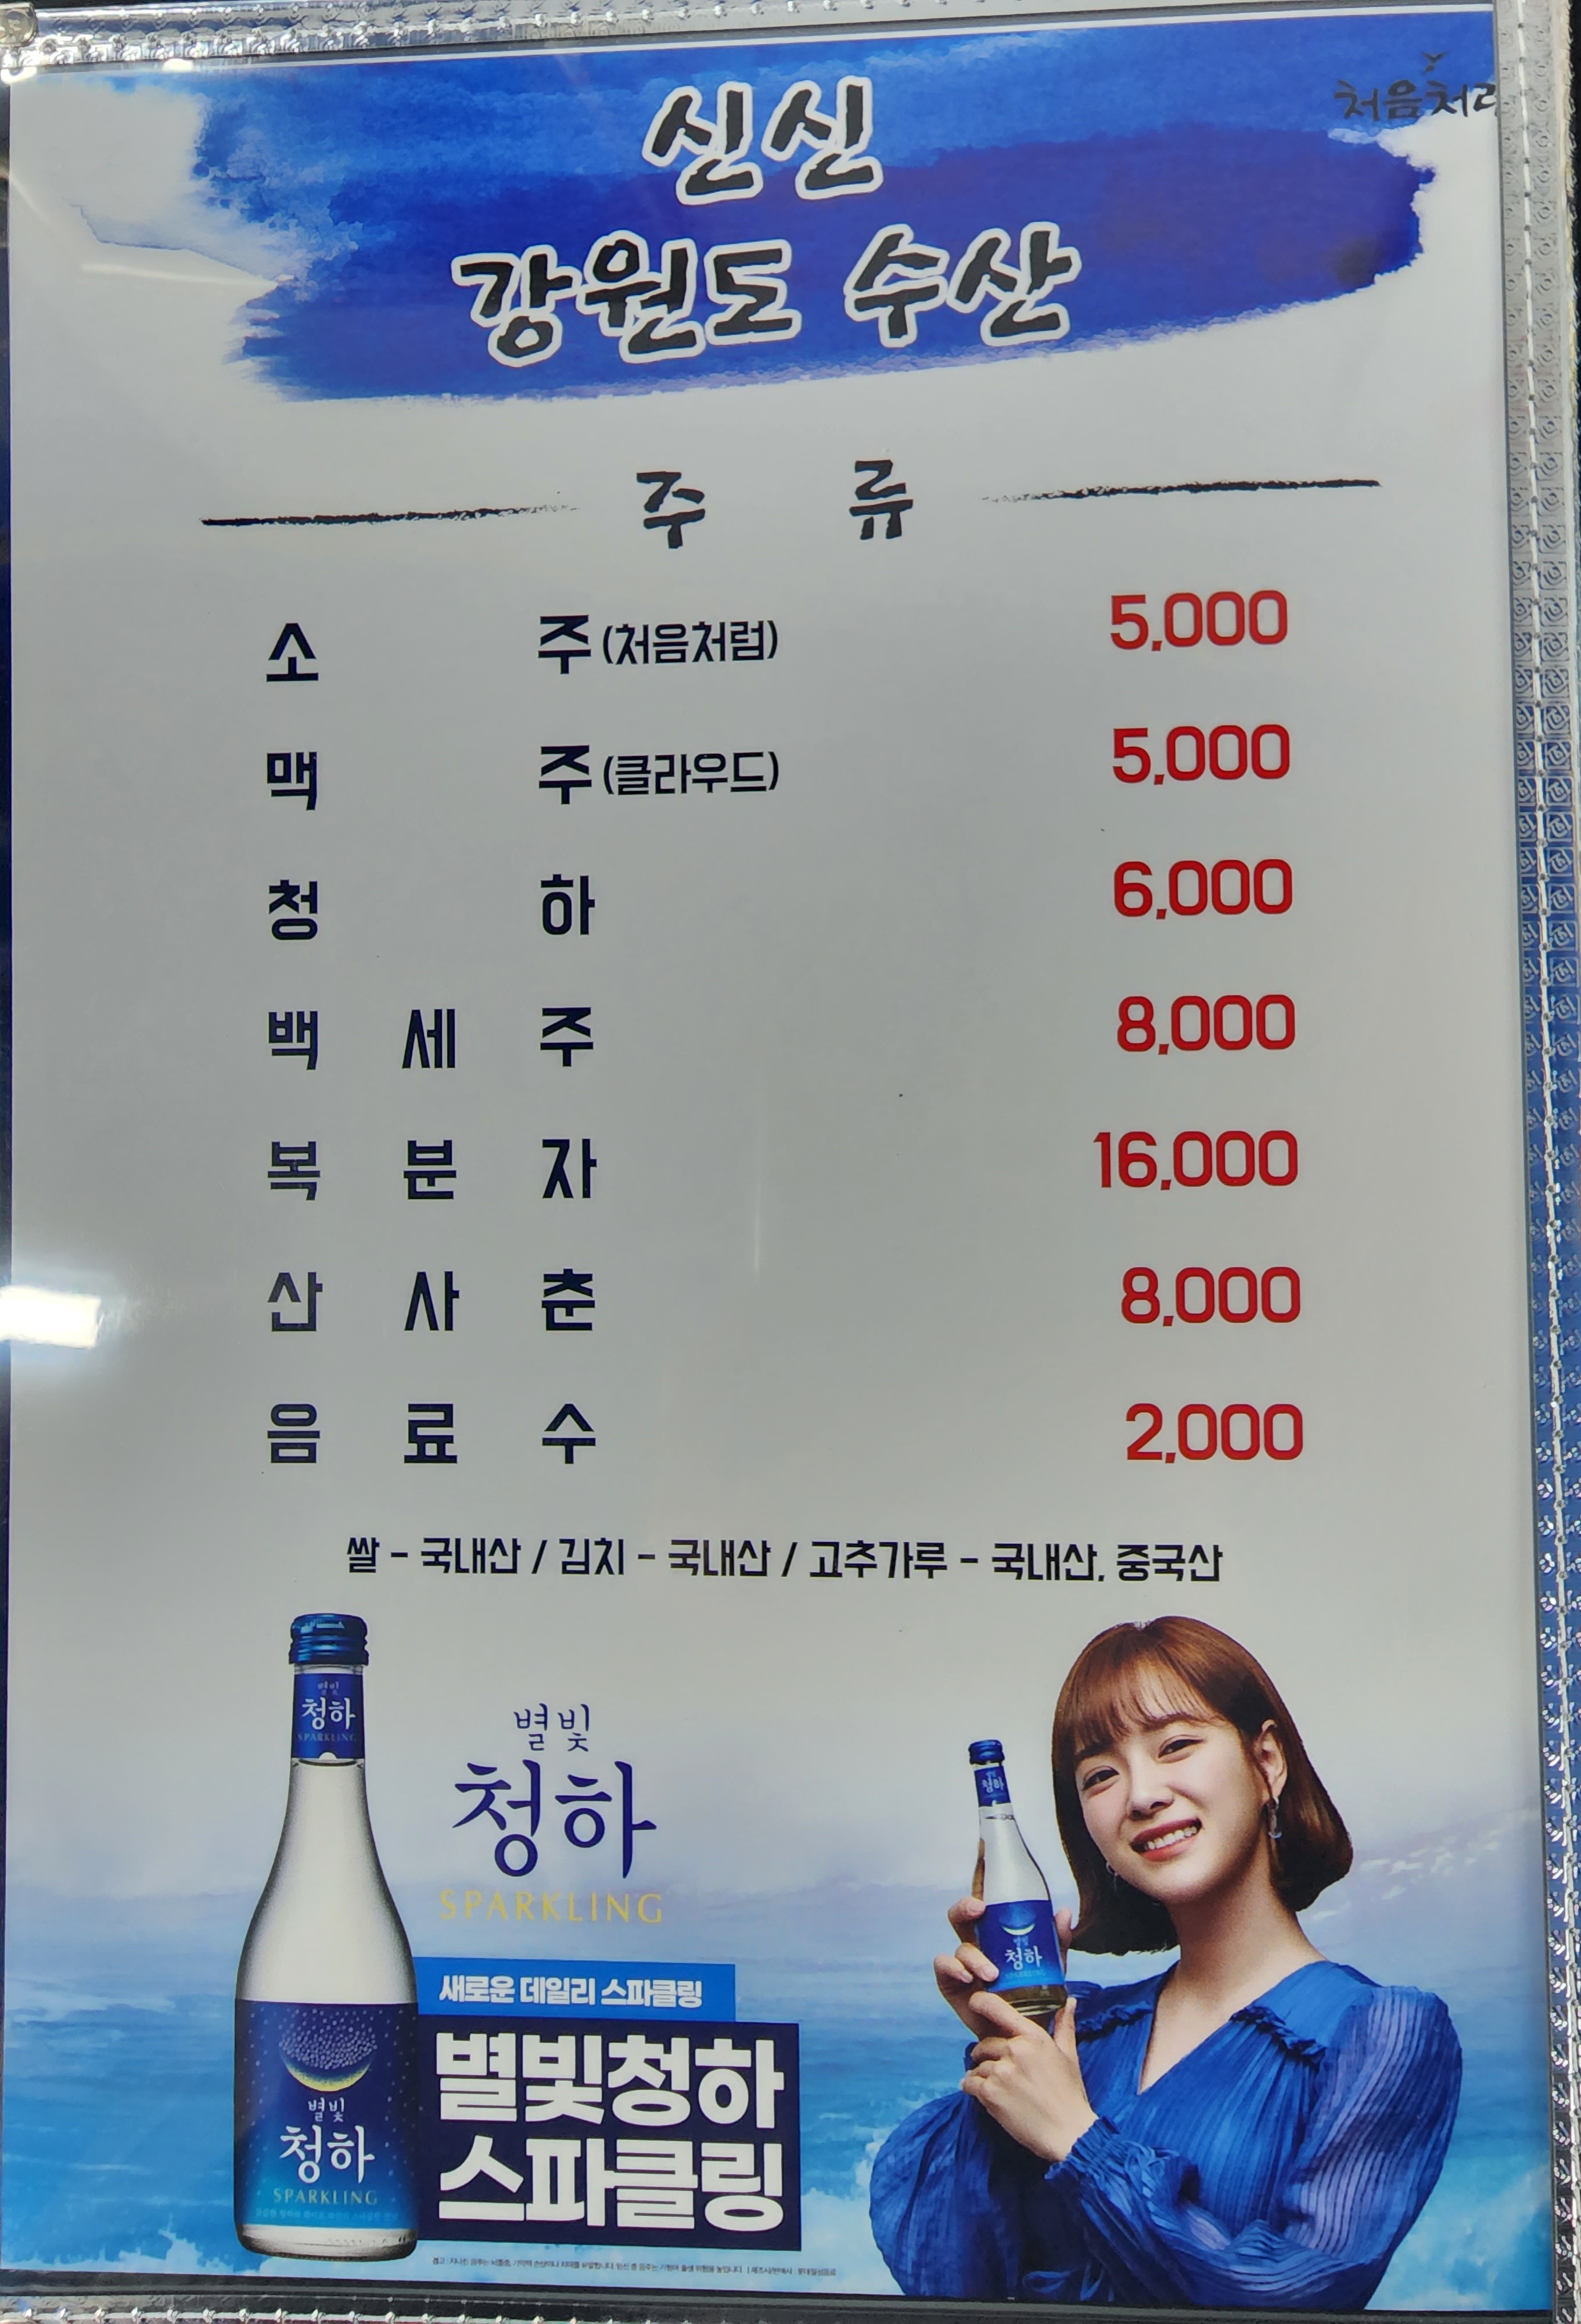 처음처럼
신신
강원도 수산
주 류
소 주 (처음처럼) 5,000
맥 주 (클라우드) 5,000
청 하 6,000
백 세 주 8,000
복 분 자 16,000
산 사 춘 8,000
음 료 수 2,000
쌀 - 국내산 / 김치 - 국내산 / 고추가루 - 국내산, 중국산
별빛
청하
SPARKLING
별빛
청하
SPARKLING
청하
별빛
청하
SPARKLING
새로운 데일리 스파클링
별빛청하
스파클링
별빛
청하
SPARKLING